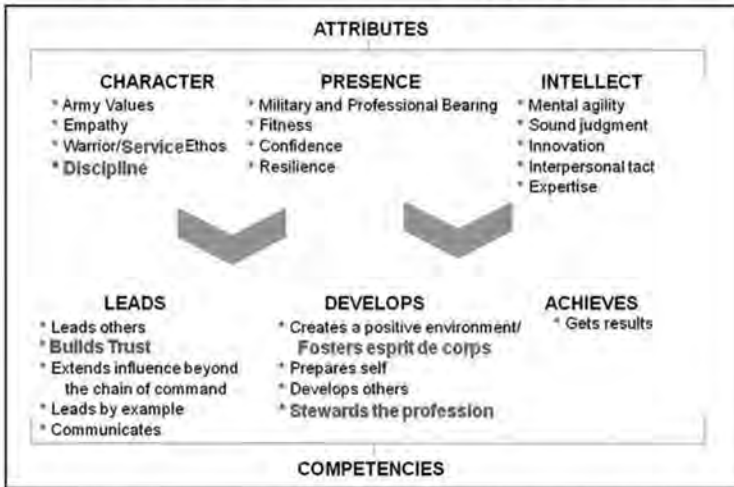 ATTRIBUTES
CHARACTER
* Army Values
* Empathy
* Warrior/Service Ethos
* Discipline
PRESENCE
* Military and Professional Bearing
* Fitness
* Confidence
* Resilience
INTELLECT
* Mental agility
* Sound judgment
* Innovation
* Interpersonal tact
* Expertise
LEADS
* Leads others
* Builds Trust
* Extends influence beyond
the chain of command
* Leads by example
* Communicates
DEVELOPS
* Creates a positive environment/
Fosters esprit de corps
* Prepares self
* Develops others
* Stewards the profession
ACHIEVES
* Gets results
COMPETENCIES